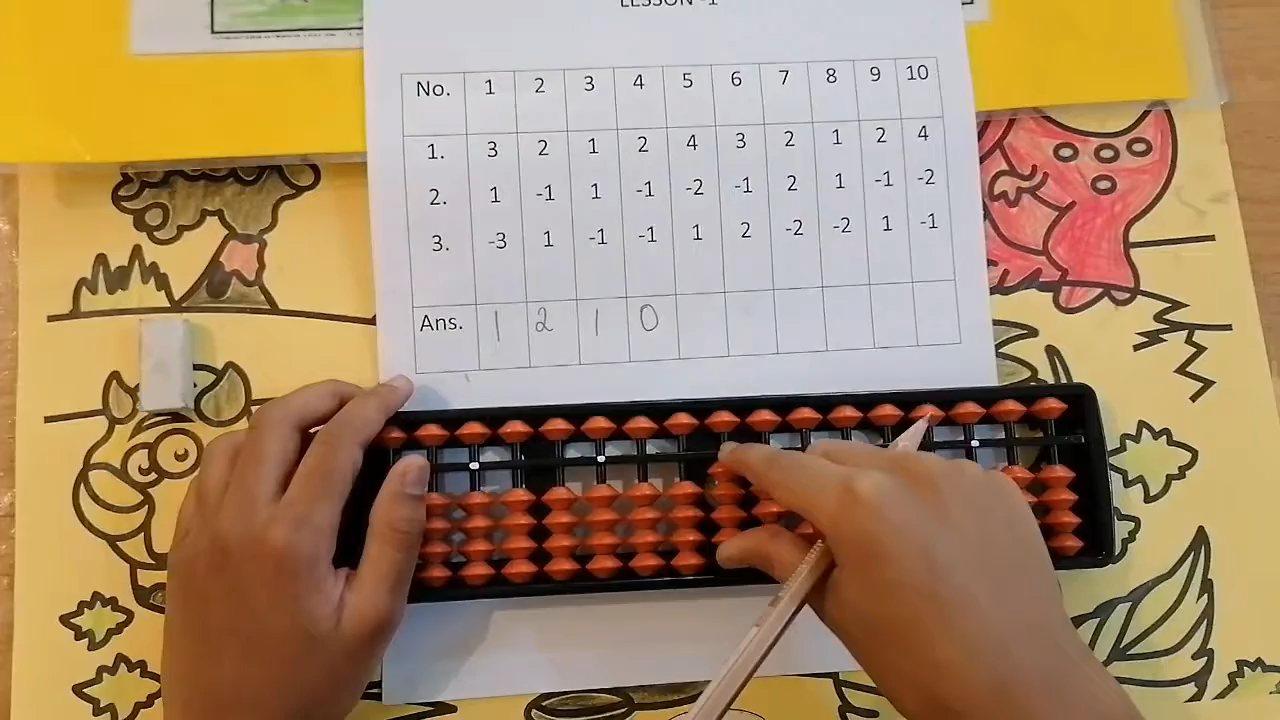 LESSON -1
No. 1 2 3 4 5 6 7 8 9 10
1. 3 2 1 2 4 3 2 1 2 4
2. 1 -1 1 -1 -2 -1 2 1 -1 -2
3. -3 1 -1 -1 1 2 -2 -2 1 -1
Ans. 1 2 1 0